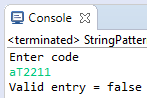 Console
<terminated> StringPatter
Enter code
aT2211
Valid entry = false